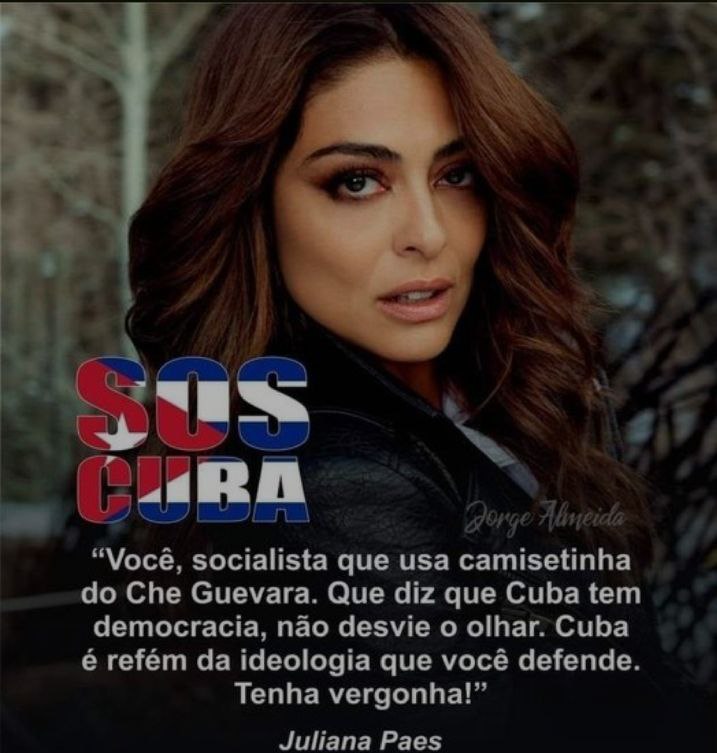 SOS
CUBA
Jorge Almeida
“Você, socialista que usa camisetinha
do Che Guevara. Que diz que Cuba tem
democracia, não desvie o olhar. Cuba
é refém da ideologia que você defende.
Tenha vergonha!”
Juliana Paes